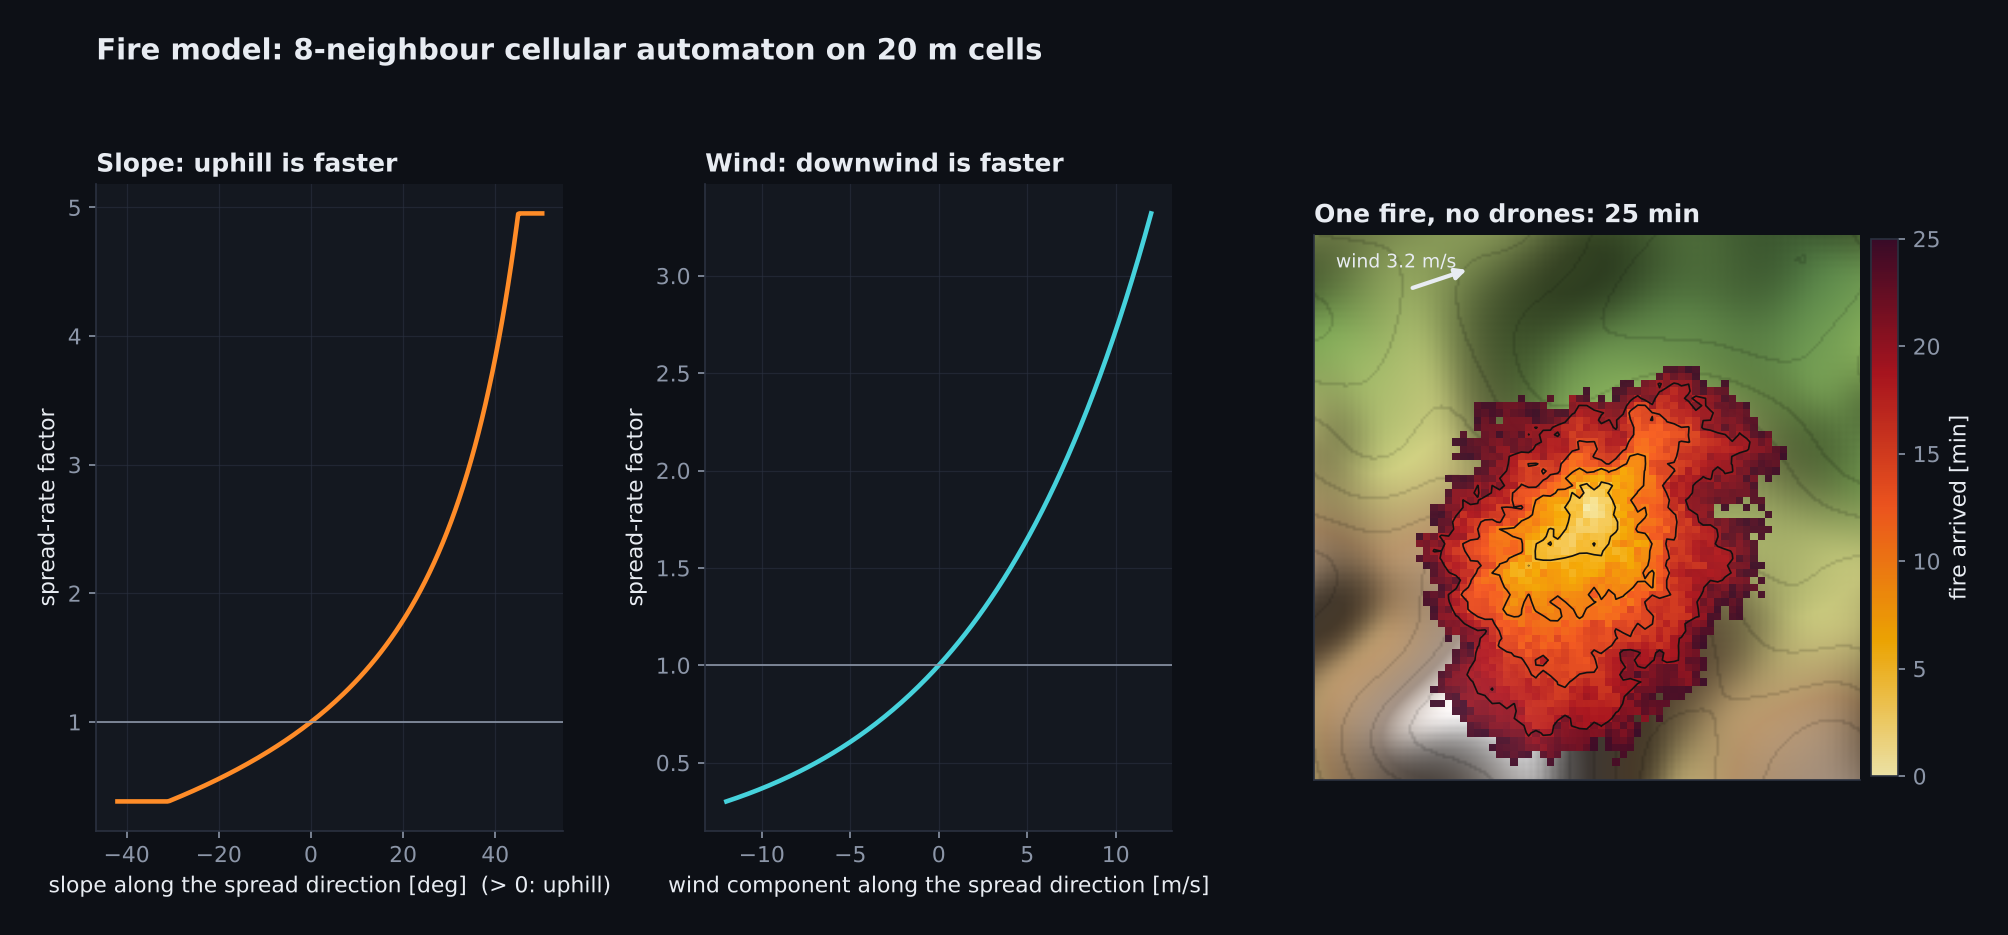 Fire model: 8-neighbour cellular automaton on 20 m cells
Slope: uphill is faster
5
4
3
2
1
spread-rate factor
−40
−20
0
20
40
slope along the spread direction [deg]  (> 0: uphill)
Wind: downwind is faster
3.0
2.5
2.0
1.5
1.0
0.5
spread-rate factor
−10
−5
0
5
10
wind component along the spread direction [m/s]
One fire, no drones: 25 min
wind 3.2 m/s
25
20
15
10
5
0
fire arrived [min]